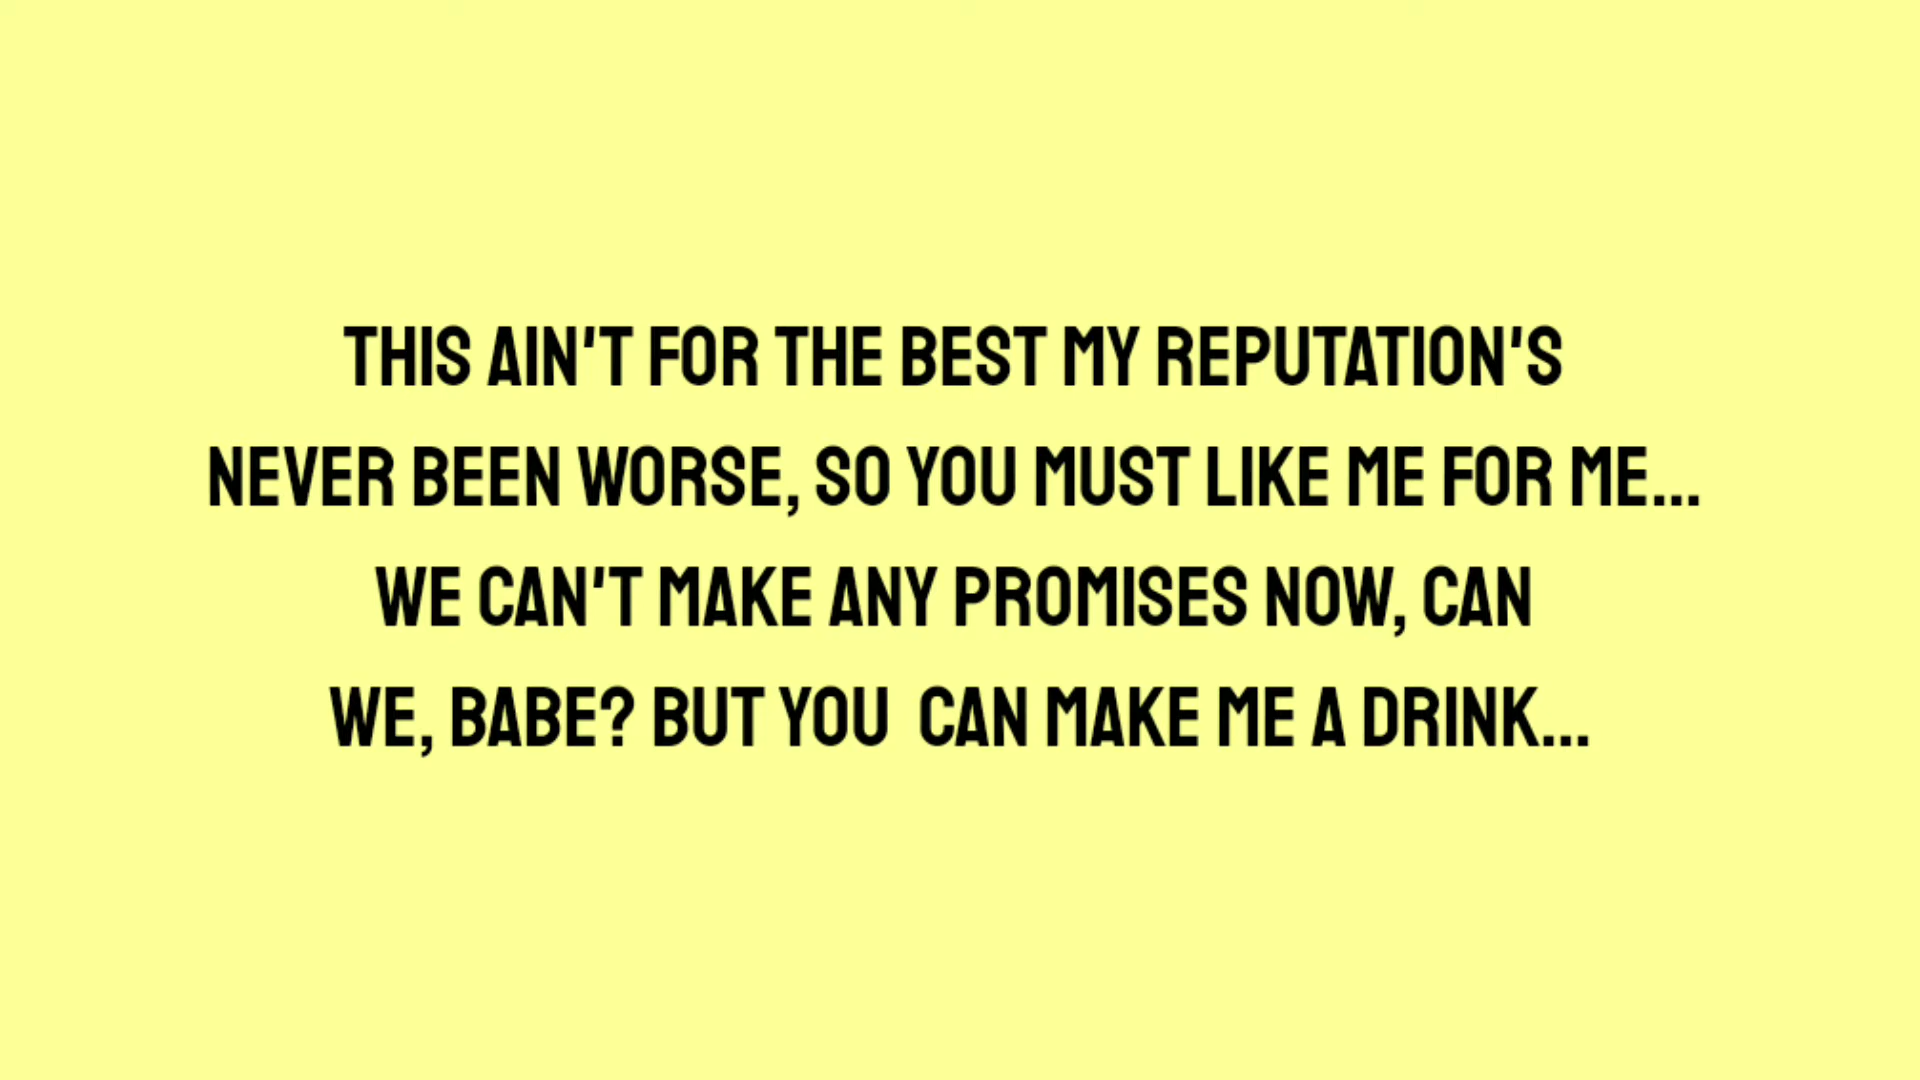 THIS AIN'T FOR THE BEST MY REPUTATION'S
NEVER BEEN WORSE, SO YOU MUST LIKE ME FOR ME...
WE CAN'T MAKE ANY PROMISES NOW, CAN
WE, BABE? BUT YOU  CAN MAKE ME A DRINK...